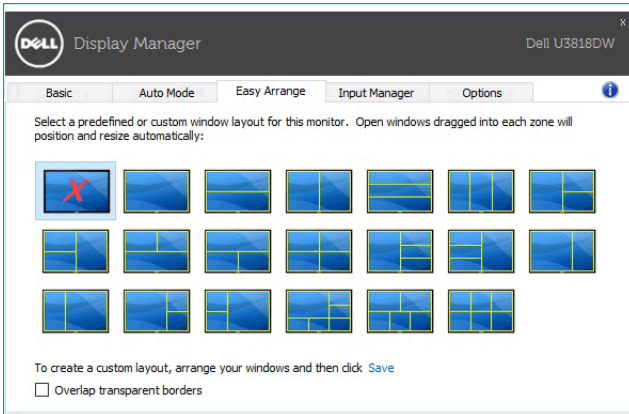 x
DELL Display Manager Dell U3818DW
Basic Auto Mode Easy Arrange Input Manager Options i
Select a predefined or custom window layout for this monitor. Open windows dragged into each zone will
position and resize automatically:
X
To create a custom layout, arrange your windows and then click Save
Overlap transparent borders